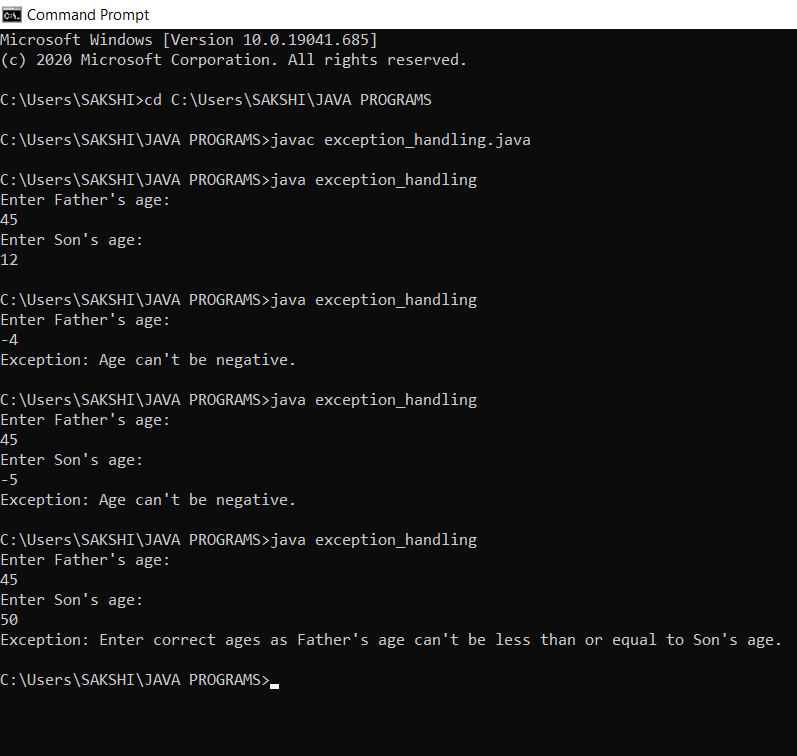 Command Prompt
Microsoft Windows [Version 10.0.19041.685]
(c) 2020 Microsoft Corporation. All rights reserved.
C:\Users\SAKSHI>cd C:\Users\SAKSHI\JAVA PROGRAMS
C:\Users\SAKSHI\JAVA PROGRAMS>javac exception_handling.java
C:\Users\SAKSHI\JAVA PROGRAMS>java exception_handling
Enter Father's age:
45
Enter Son's age:
12
C:\Users\SAKSHI\JAVA PROGRAMS>java exception_handling
Enter Father's age:
-4
Exception: Age can't be negative.
C:\Users\SAKSHI\JAVA PROGRAMS>java exception_handling
Enter Father's age:
45
Enter Son's age:
-5
Exception: Age can't be negative.
C:\Users\SAKSHI\JAVA PROGRAMS>java exception_handling
Enter Father's age:
45
Enter Son's age:
50
Exception: Enter correct ages as Father's age can't be less than or equal to Son's age.
C:\Users\SAKSHI\JAVA PROGRAMS>